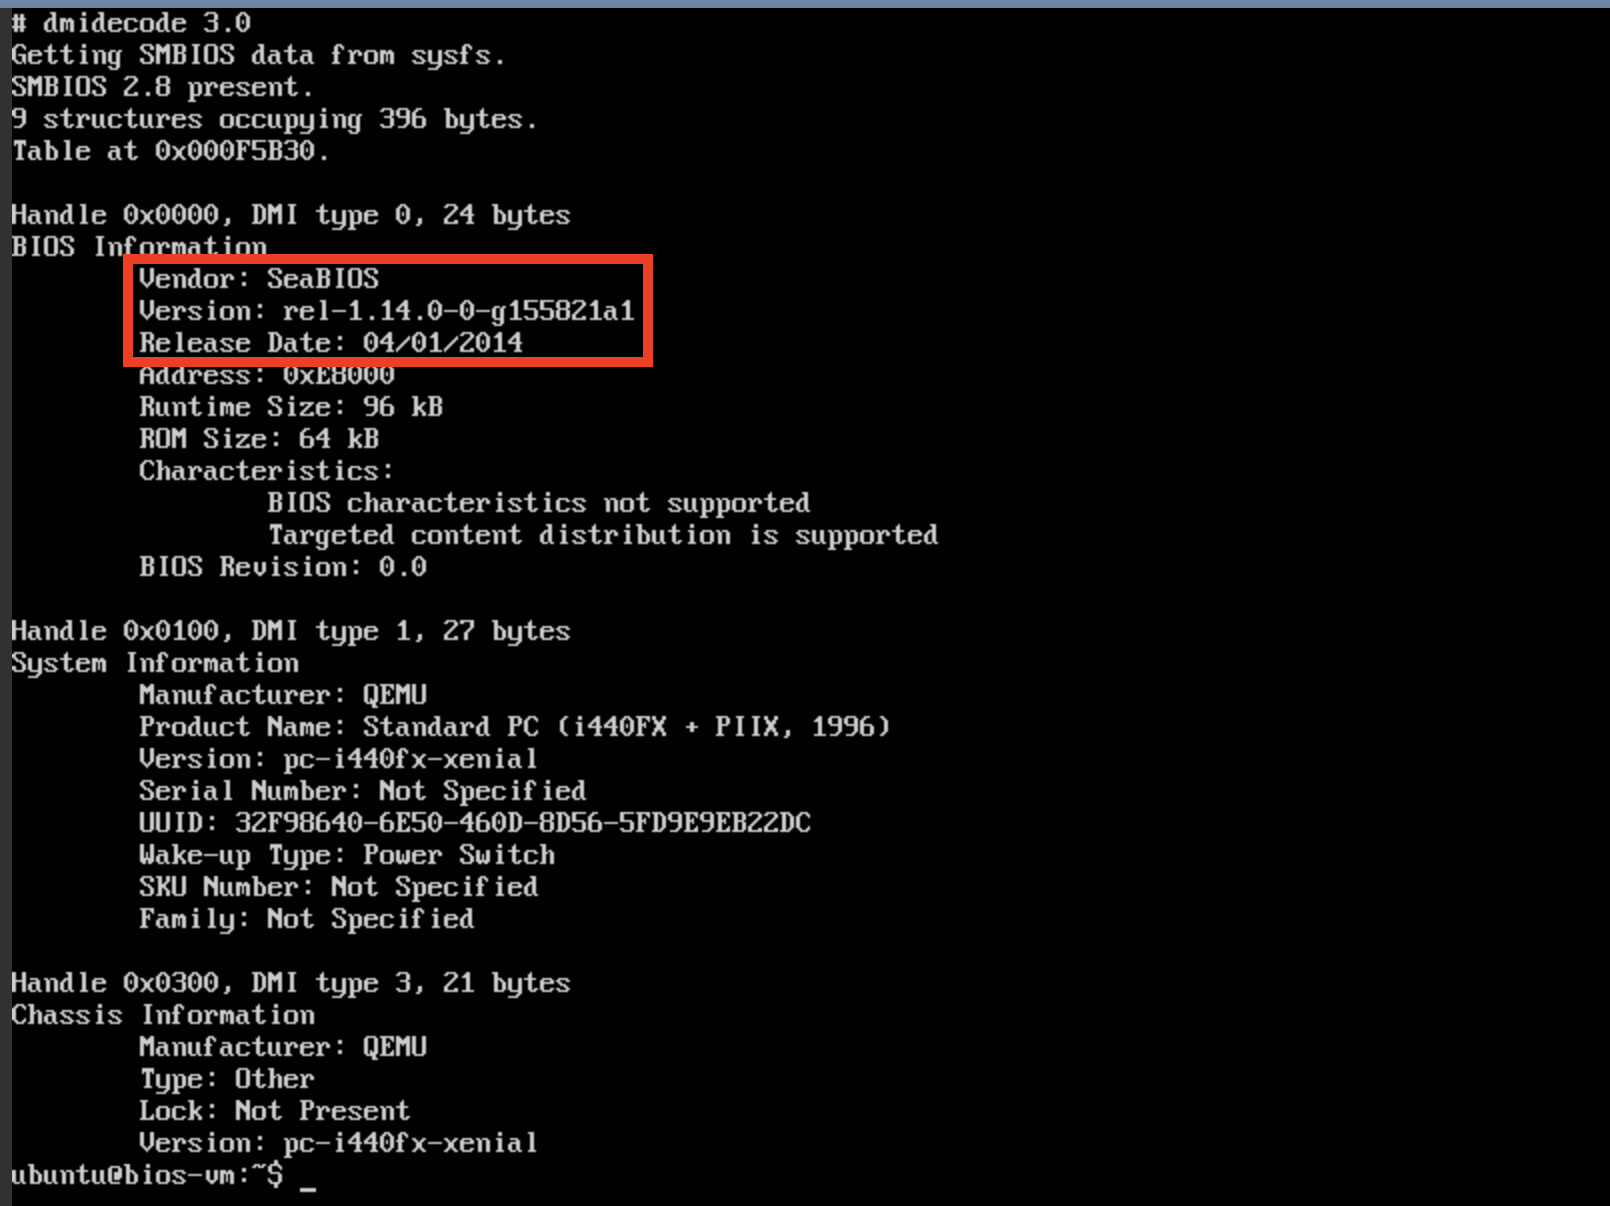 # dmidecode 3.0
Getting SMBIOS data from sysfs.
SMBIOS 2.8 present.
9 structures occupying 396 bytes.
Table at 0x000F5B30.
Handle 0x0000, DMI type 0, 24 bytes
BIOS Information
Vendor: SeaBIOS
Version: rel-1.14.0-0-g155821a1
Release Date: 04/01/2014
Address: 0xE8000
Runtime Size: 96 kB
ROM Size: 64 kB
Characteristics:
BIOS characteristics not supported
Targeted content distribution is supported
BIOS Revision: 0.0
Handle 0x0100, DMI type 1, 27 bytes
System Information
Manufacturer: QEMU
Product Name: Standard PC (i440FX + PIIX, 1996)
Version: pc-i440fx-xenial
Serial Number: Not Specified
UUID: 32F98640-6E50-460D-8D56-5FD9E9EB22DC
Wake-up Type: Power Switch
SKU Number: Not Specified
Family: Not Specified
Handle 0x0300, DMI type 3, 21 bytes
Chassis Information
Manufacturer: QEMU
Type: Other
Lock: Not Present
Version: pc-i440fx-xenial
ubuntu@bios-vm:~$ _